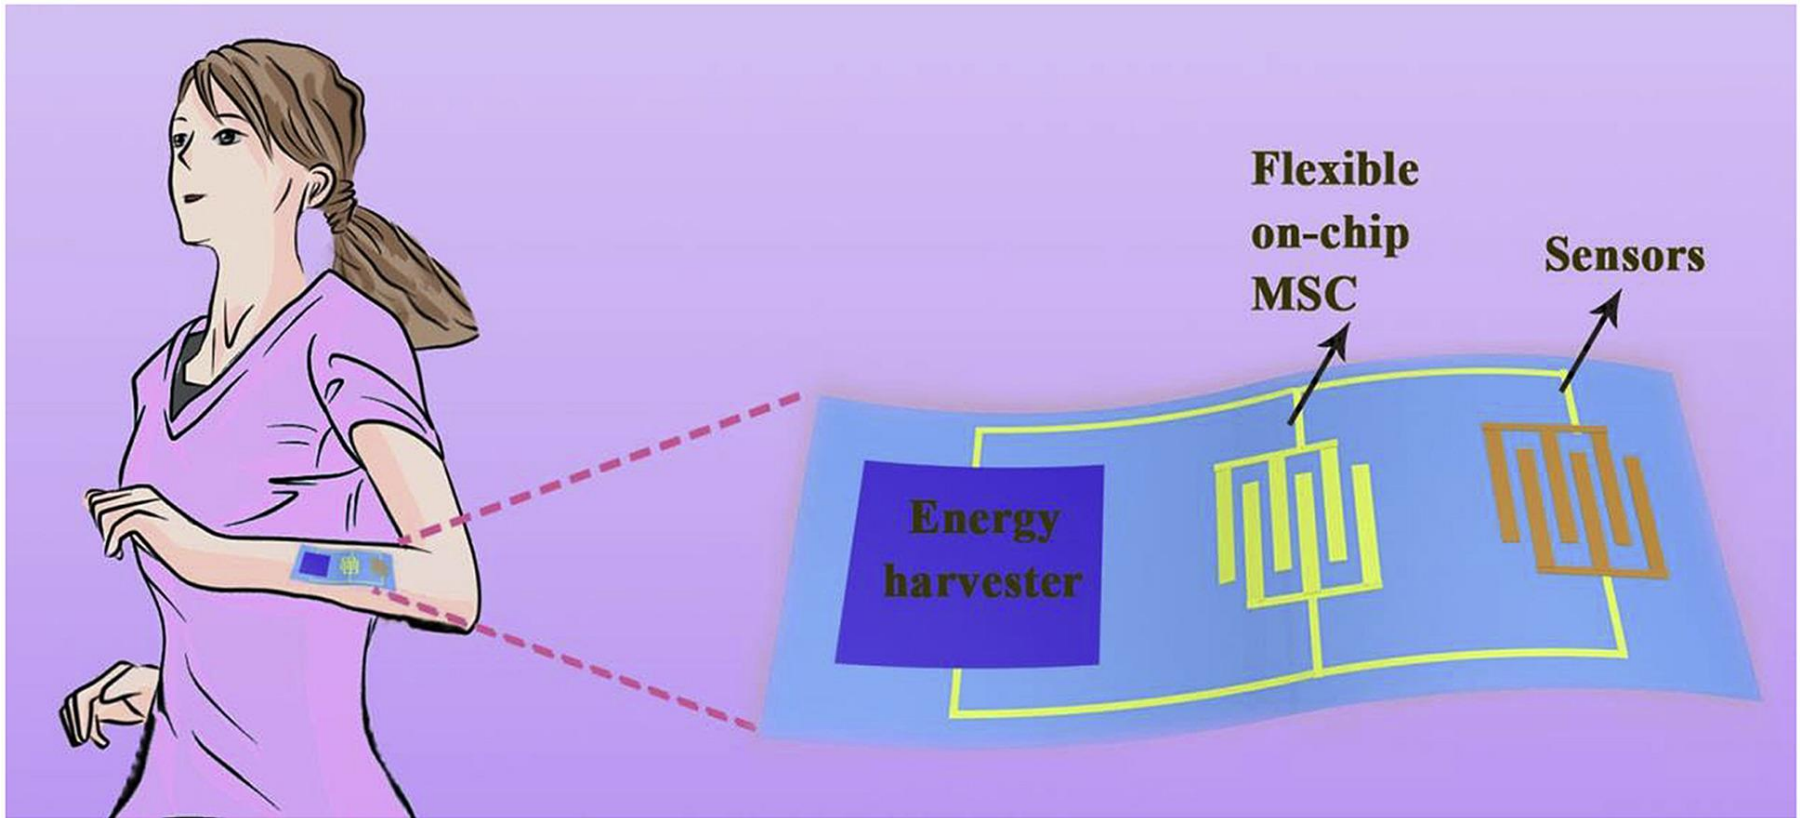 Flexible
on-chip
MSC
Sensors
Energy
harvester